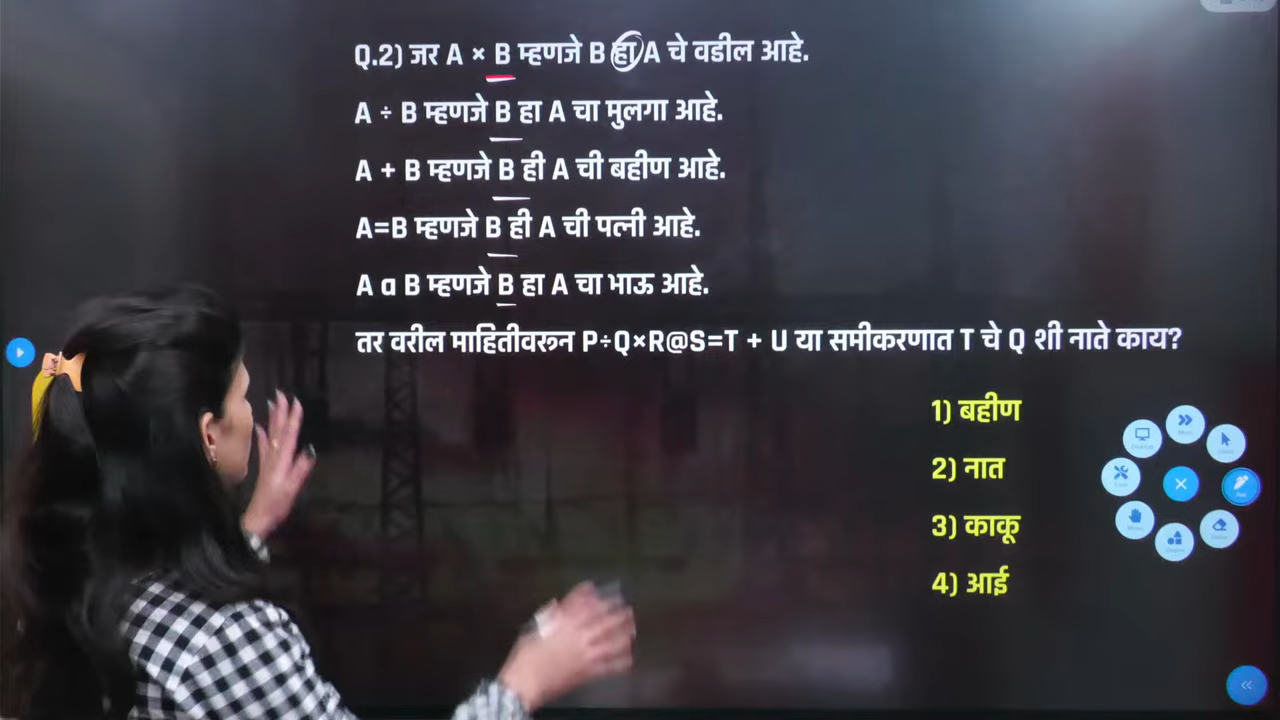 Q.2) जर A × B म्हणजे B हा A चे वडील आहे.
A ÷ B म्हणजे B हा A चा मुलगा आहे.
A + B म्हणजे B ही A ची बहीण आहे.
A=B म्हणजे B ही A ची पत्नी आहे.
A a B म्हणजे B हा A चा भाऊ आहे.
तर वरील माहितीवरून P÷Q×R@S=T + U या समीकरणात T चे Q शी नाते काय?
1) बहीण
2) नात
3) काकू
4) आई